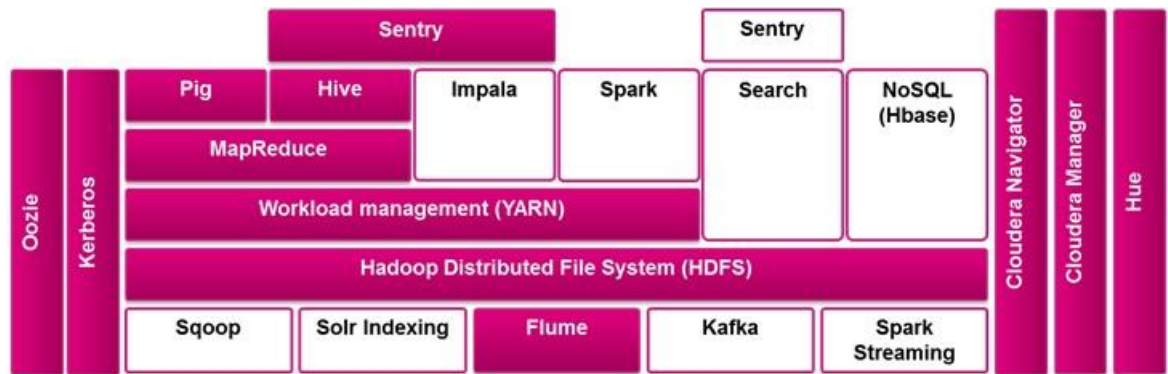 Sentry
Sentry
Oozie
Kerberos
Pig
Hive
Impala
Spark
Search
NoSQL
(Hbase)
MapReduce
Workload management (YARN)
Hadoop Distributed File System (HDFS)
Sqoop
Solr Indexing
Flume
Kafka
Spark
Streaming
Cloudera Navigator
Cloudera Manager
Hue